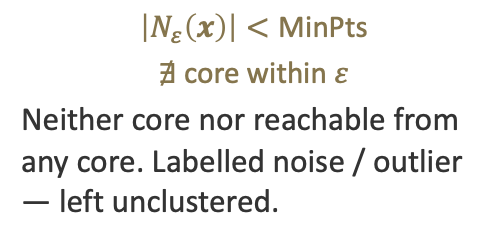 |N_ε(x)| < MinPts
∄ core within ε
Neither core nor reachable from
any core. Labelled noise / outlier
— left unclustered.